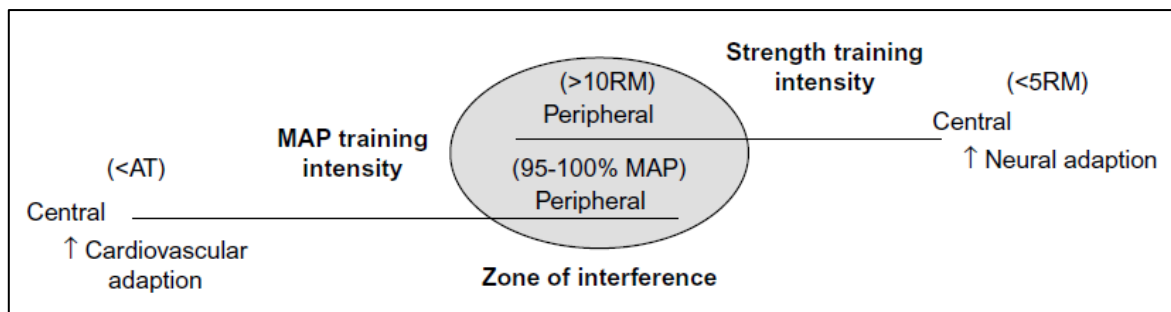 Strength training
intensity
(>10RM)
Peripheral
(<5RM)
Central
↑ Neural adaption
MAP training
intensity
(95-100% MAP)
Peripheral
(<AT)
Central
↑ Cardiovascular
adaption
Zone of interference